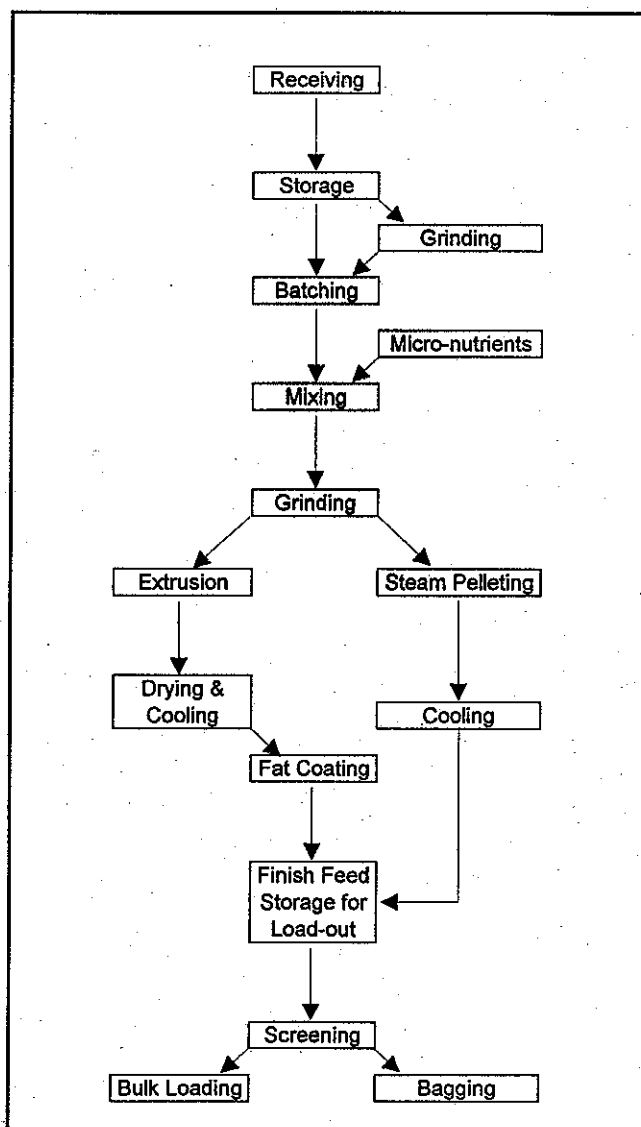 Receiving
Storage
Grinding
Batching
Micro-nutrients
Mixing
Grinding
Extrusion
Steam Pelleting
Drying &
Cooling
Cooling
Fat Coating
Finish Feed
Storage for
Load-out
Screening
Bulk Loading
Bagging